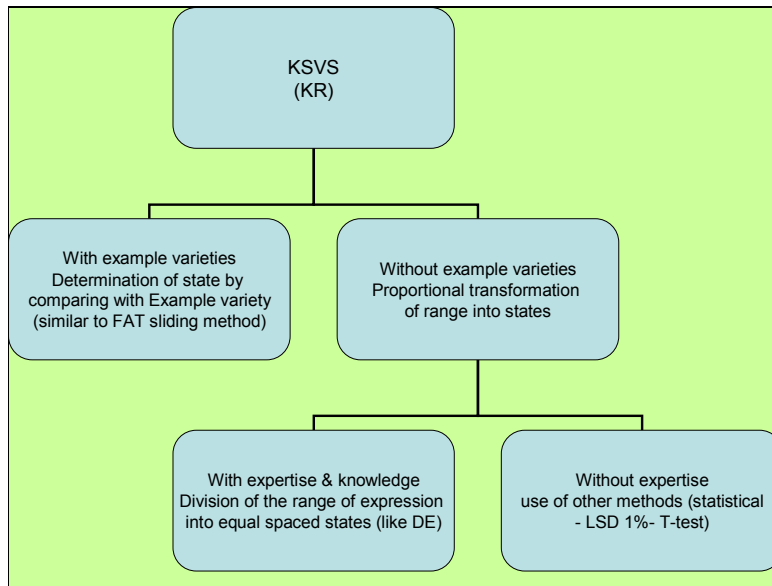 KSVS
(KR)
With example varieties
Determination of state by
comparing with Example variety
(similar to FAT sliding method)
Without example varieties
Proportional transformation
of range into states
With expertise & knowledge
Division of the range of expression
into equal spaced states (like DE)
Without expertise
use of other methods (statistical
- LSD 1%- T-test)